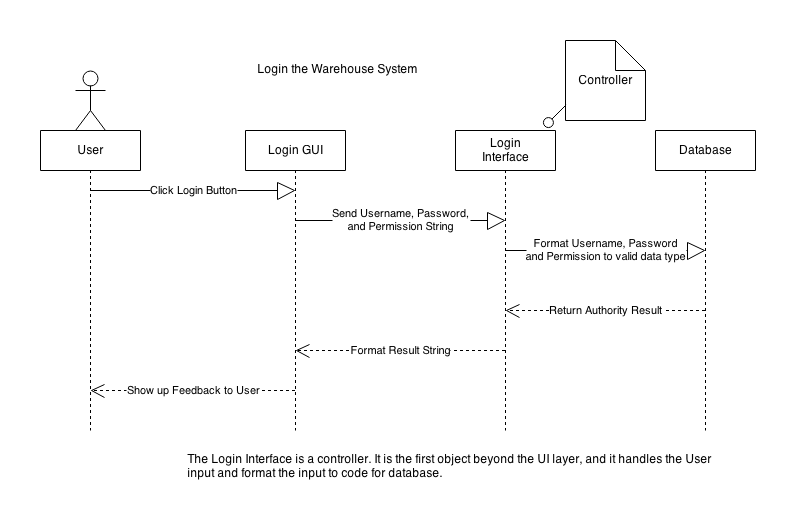 Login the Warehouse System
Controller
User
Login GUI
Login
Interface
Database
Click Login Button
Send Username, Password,
and Permission String
Format Username, Password
and Permission to valid data type
Return Authority Result
Format Result String
Show up Feedback to User
The Login Interface is a controller. It is the first object beyond the UI layer, and it handles the User
input and format the input to code for database.